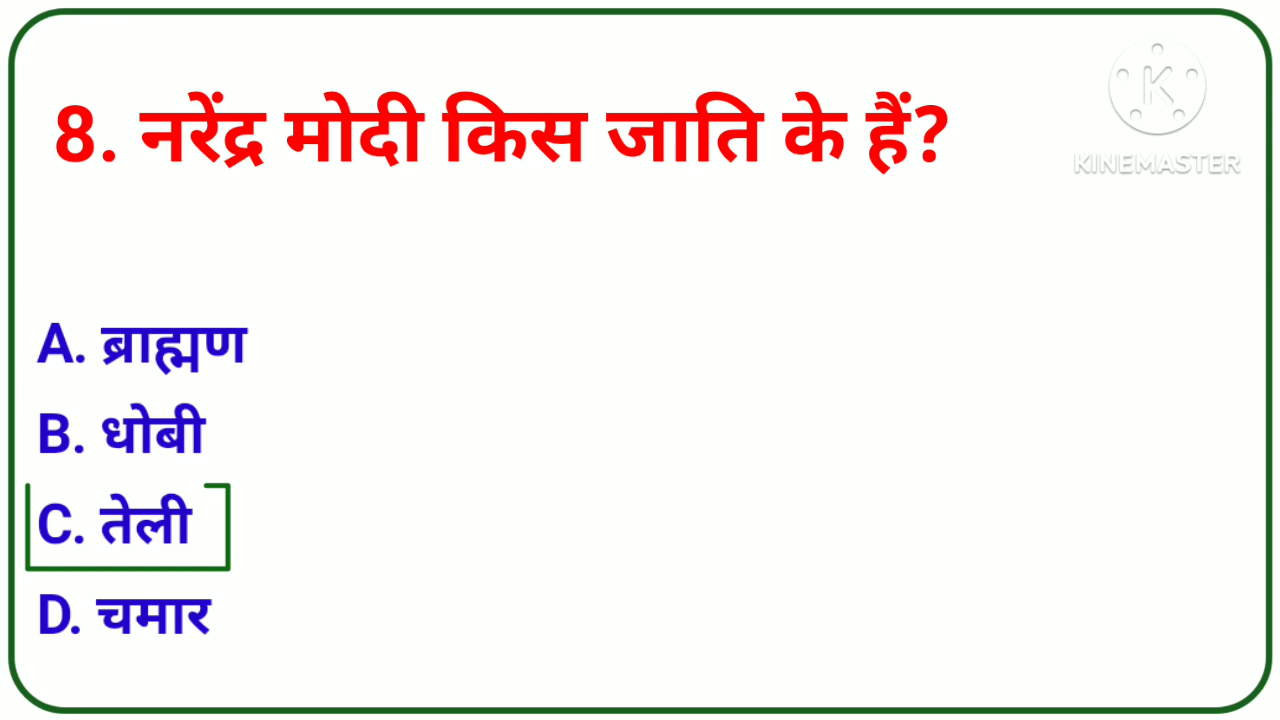 8. नरेंद्र मोदी किस जाति के हैं?
K
KINEMASTER
A. ब्राह्मण
B. धोबी
C. तेली
D. चमार